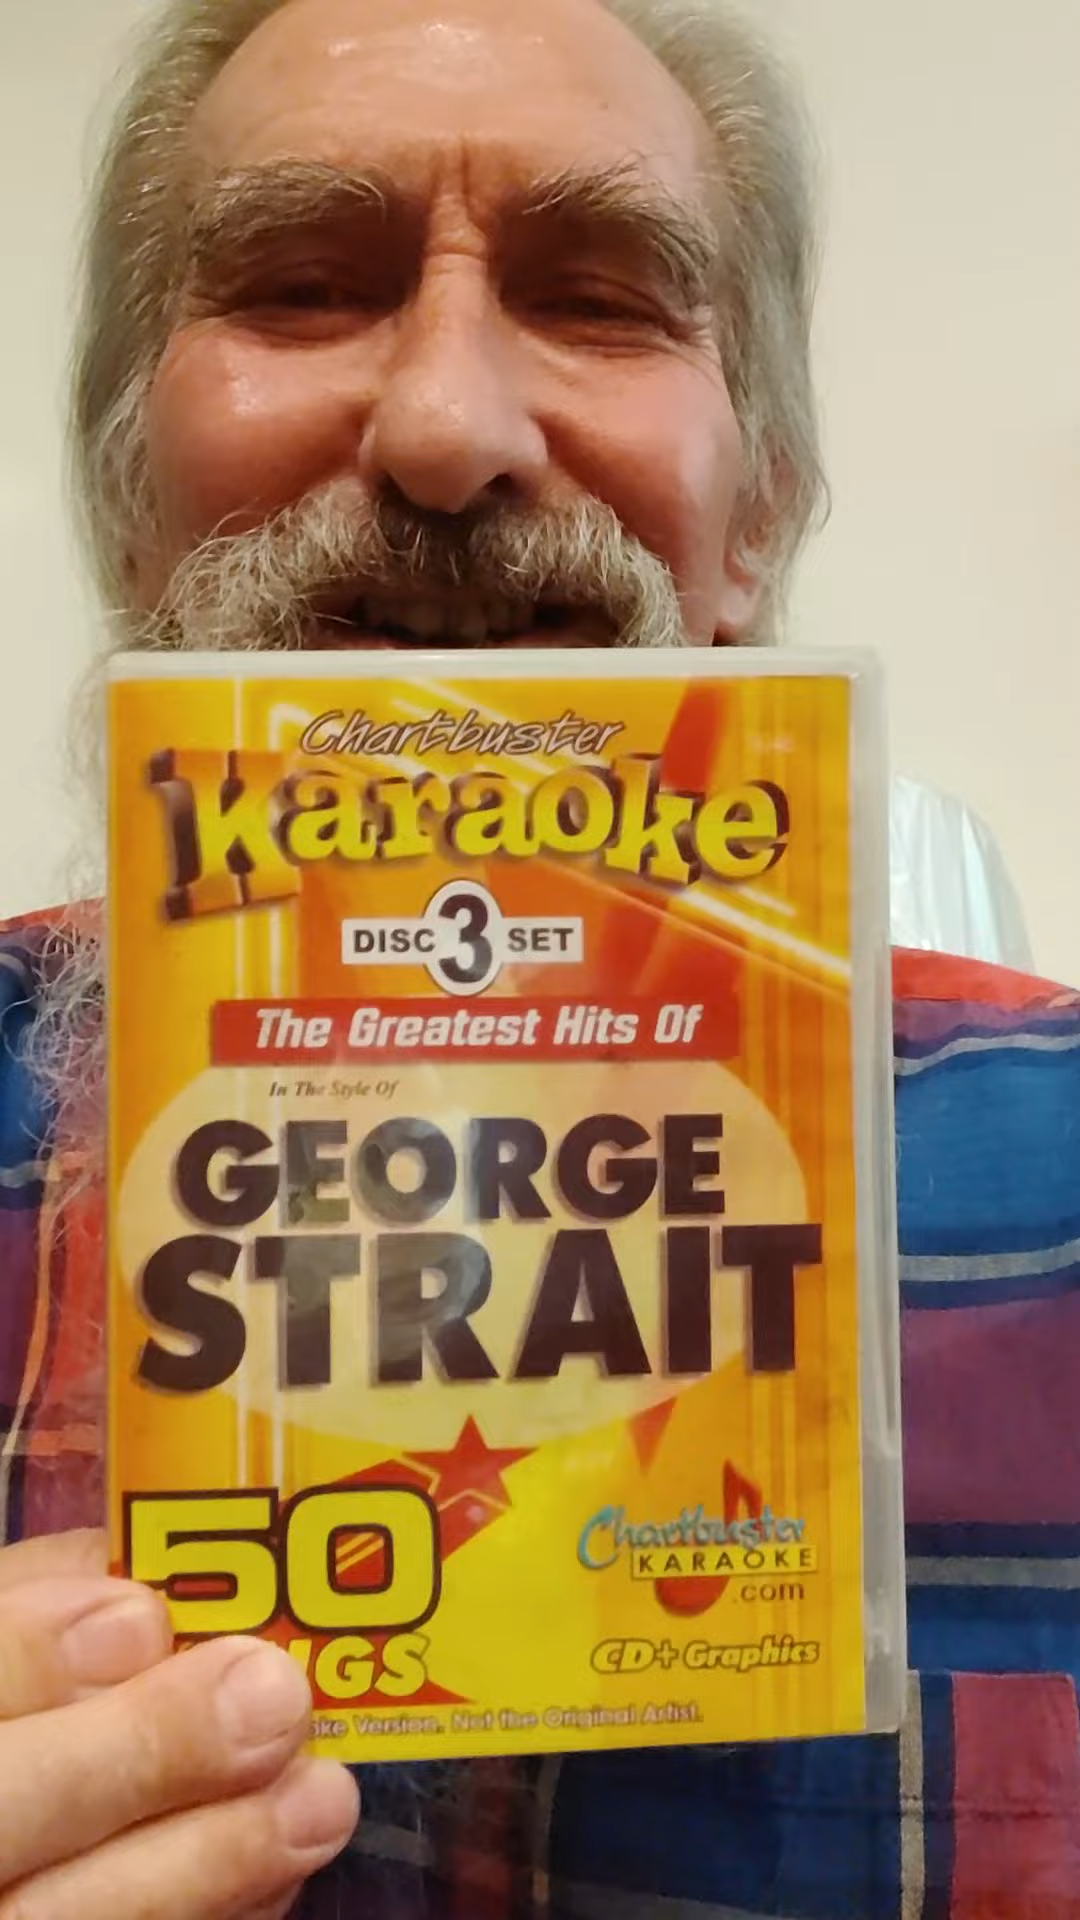 Chartbuster
Karaoke
DISC 3 SET
The Greatest Hits Of
In The Style Of
GEORGE
STRAIT
50
Chartbuster
KARAOKE
.com
CD+Graphics
Version. Not the Original Artist.